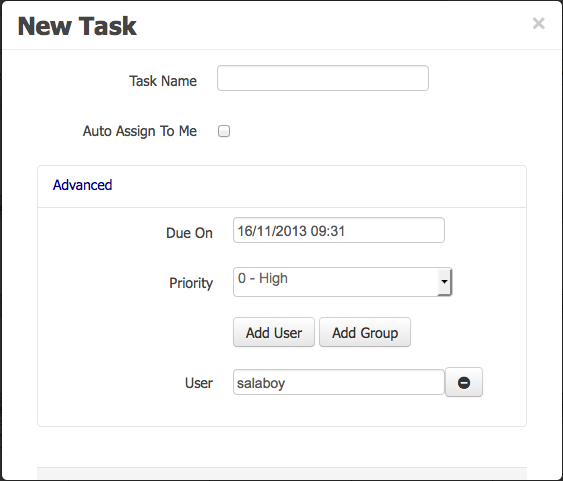 New Task ×
Task Name
Auto Assign To Me
Advanced
Due On 16/11/2013 09:31
Priority 0 - High
Add User Add Group
User salaboy